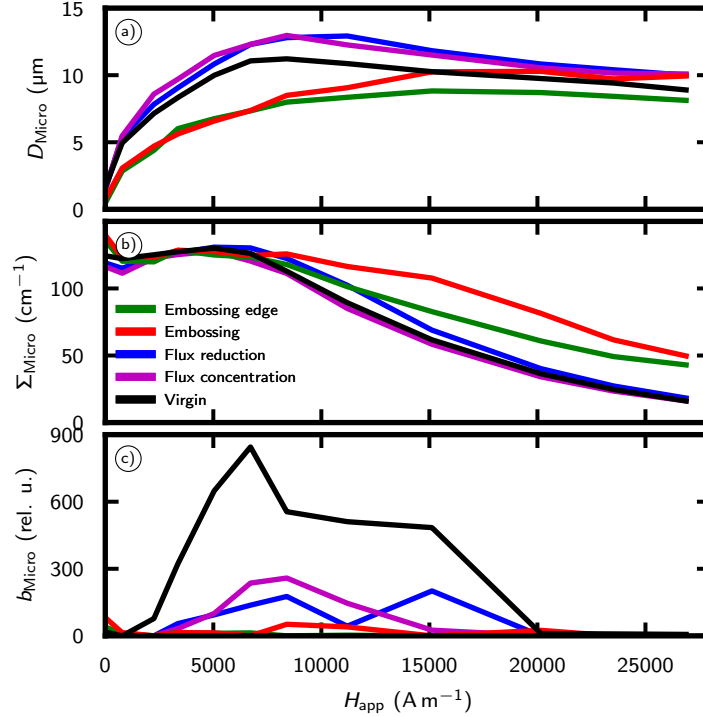 15
a)
10
5
0
D_Micro (μm
b)
100
50
0
Σ_Micro (cm⁻¹)
Embossing edge
Embossing
Flux reduction
Flux concentration
Virgin
900
c)
600
300
0
b_Micro (rel. u.)
0 5000 10000 15000 20000 25000
H_app (A m⁻¹)